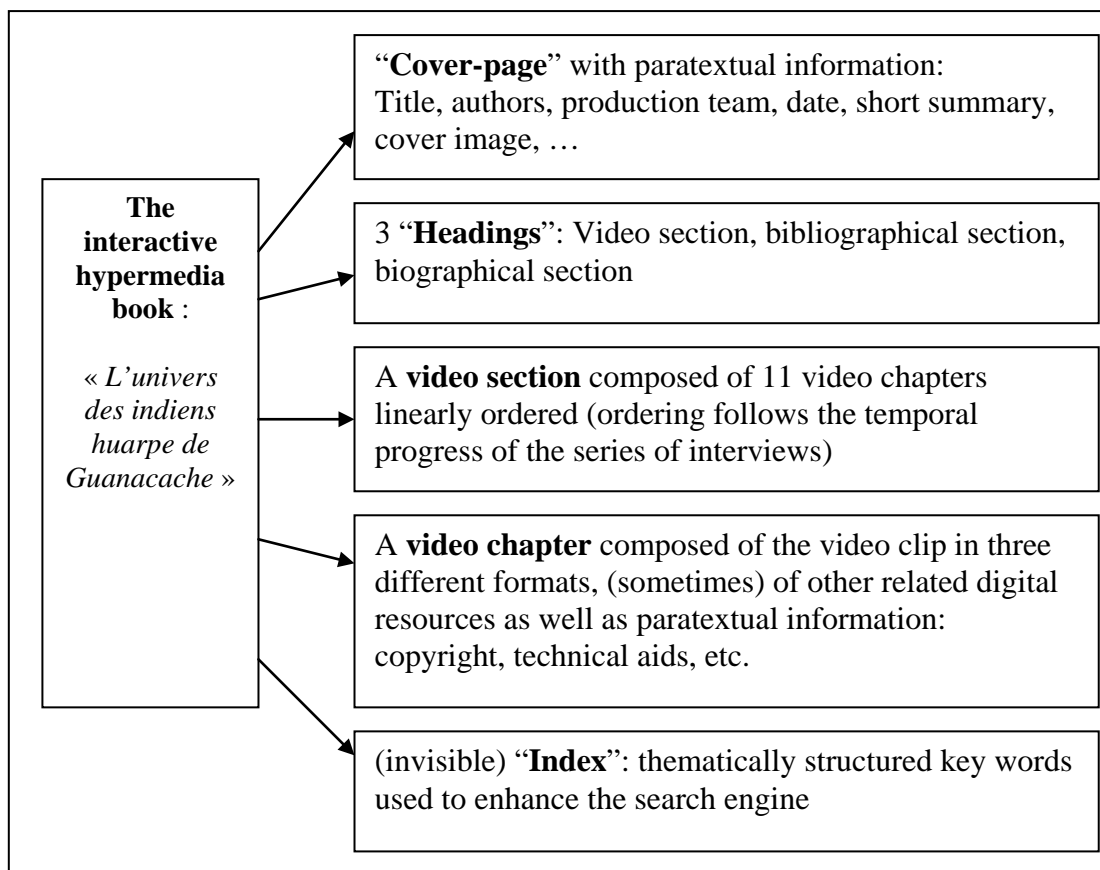 The
interactive
hypermedia
book :
« L’univers
des indiens
huarpe de
Guanacache »
“Cover-page” with paratextual information:
Title, authors, production team, date, short summary,
cover image, …
3 “Headings”: Video section, bibliographical section,
biographical section
A video section composed of 11 video chapters
linearly ordered (ordering follows the temporal
progress of the series of interviews)
A video chapter composed of the video clip in three
different formats, (sometimes) of other related digital
resources as well as paratextual information:
copyright, technical aids, etc.
(invisible) “Index”: thematically structured key words
used to enhance the search engine